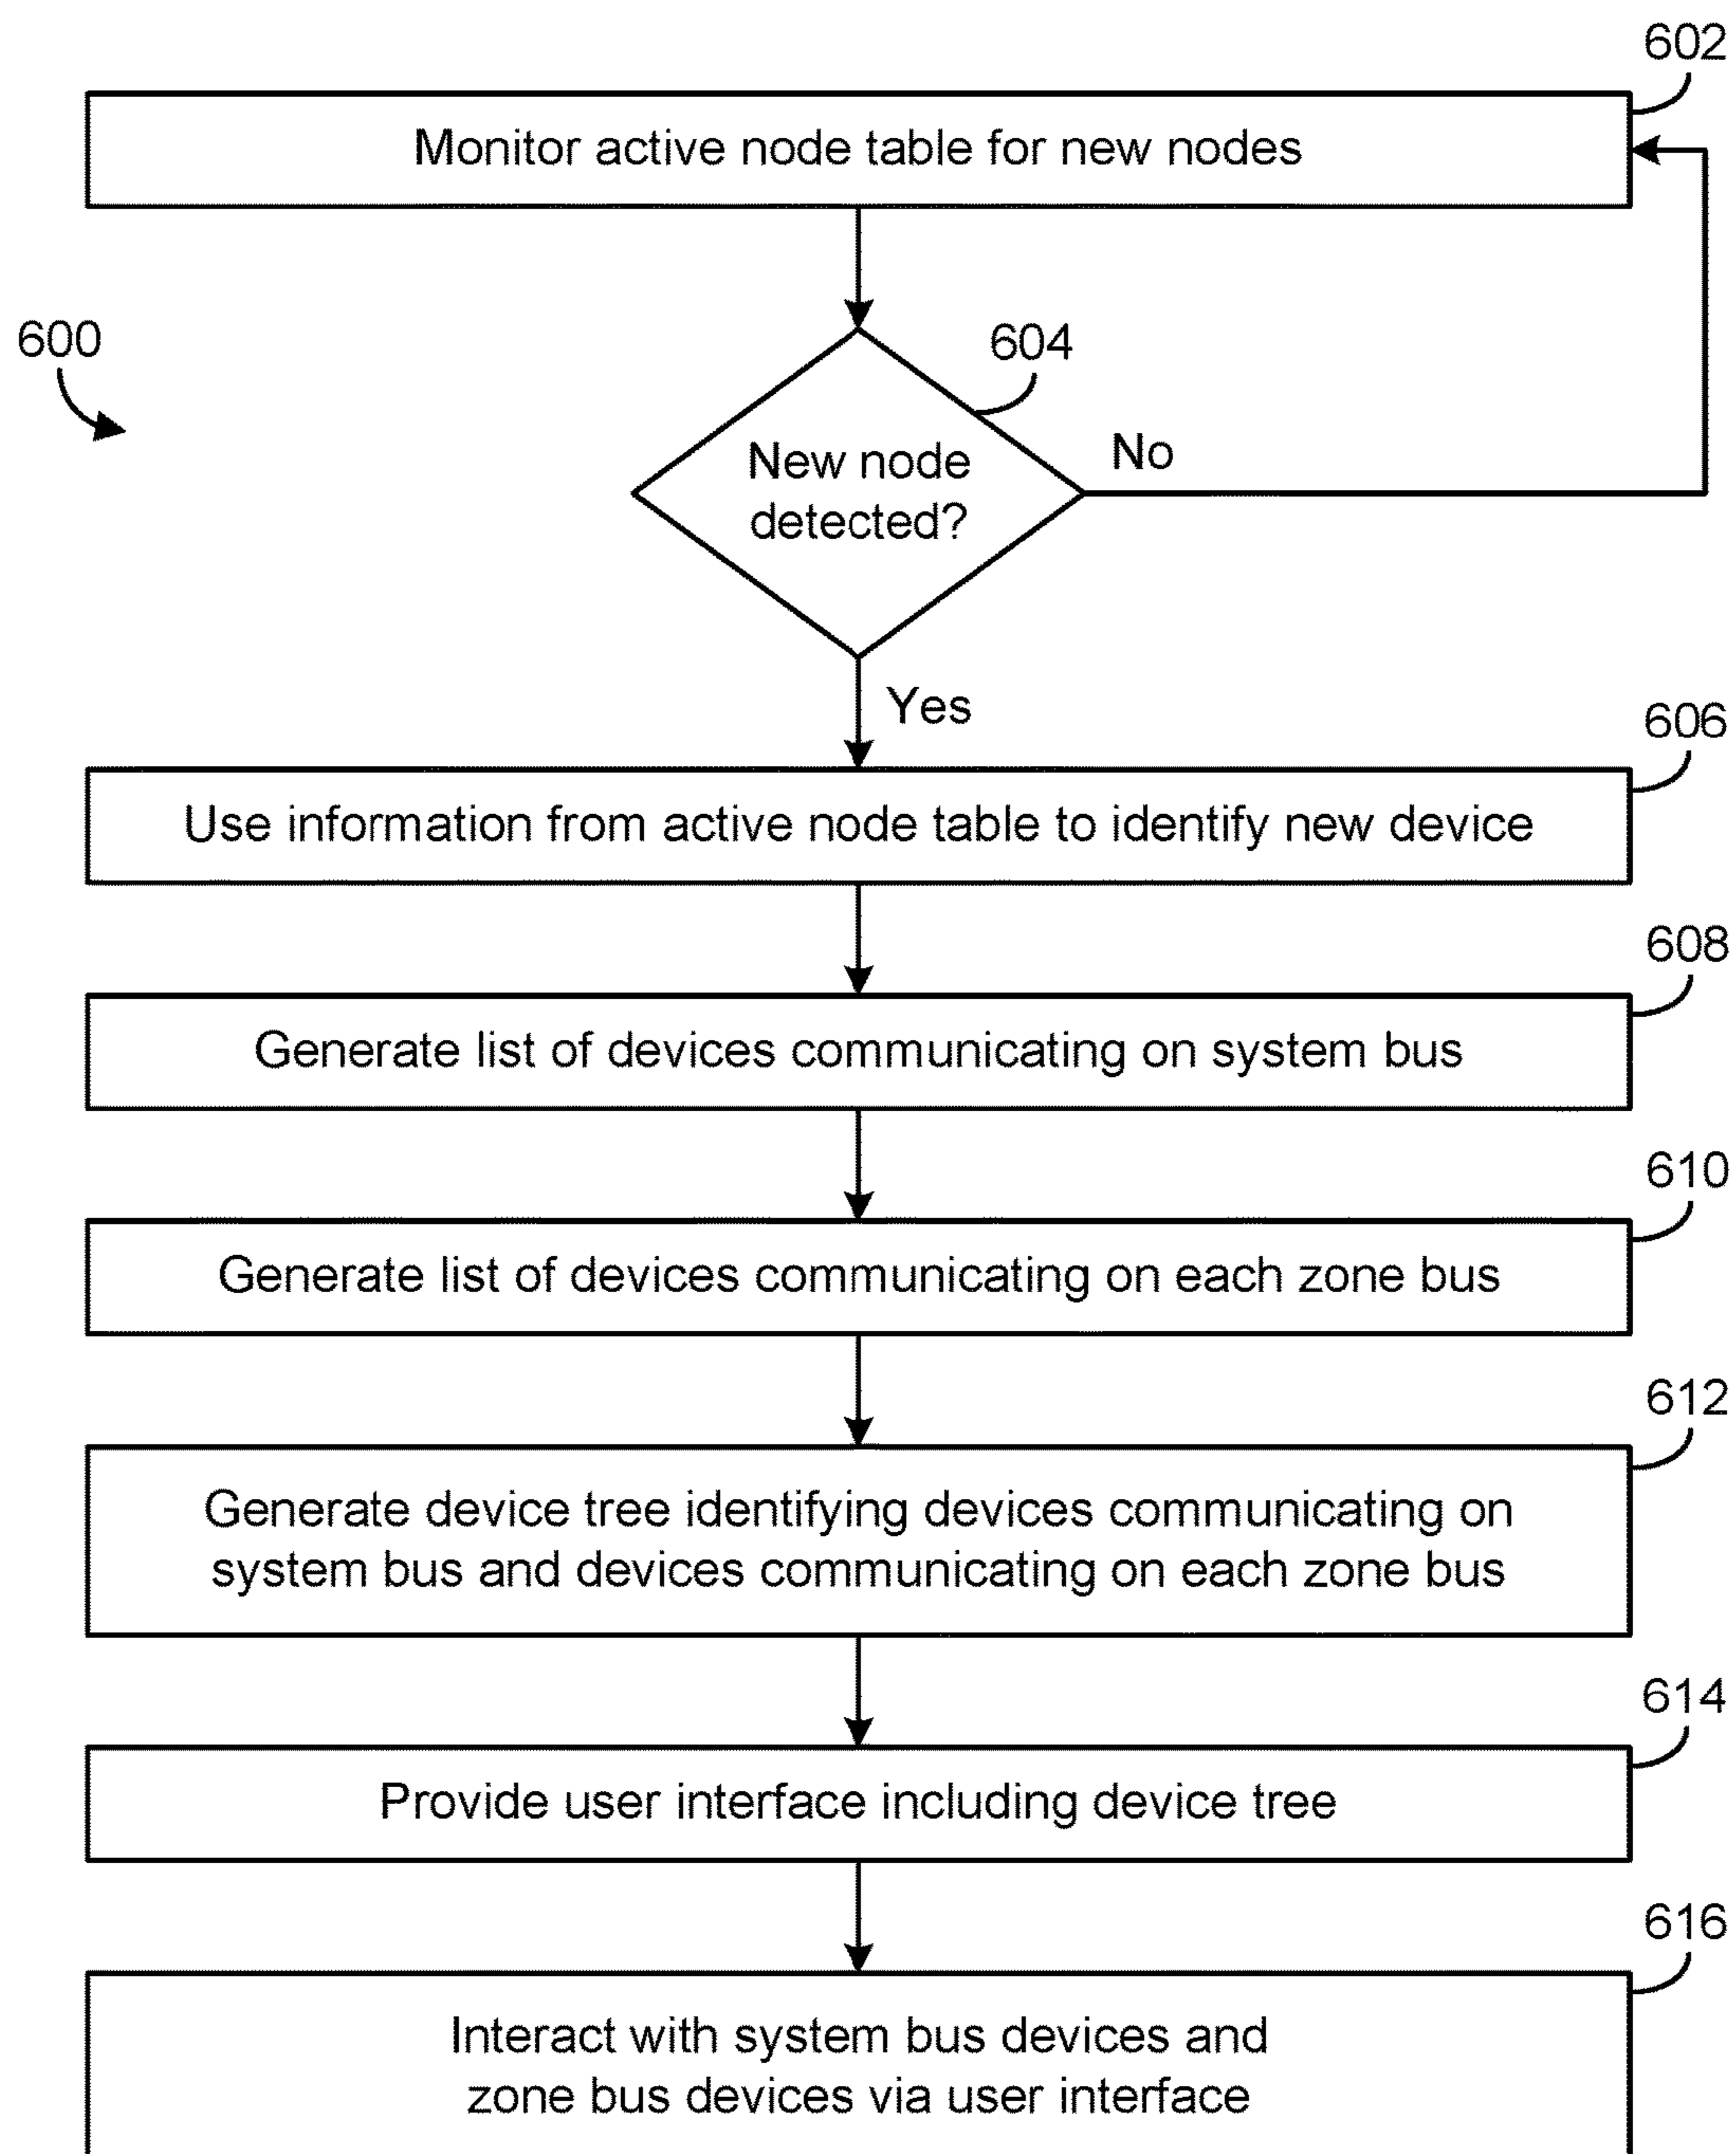 602
Monitor active node table for new nodes
600
604
New node
detected?
No
Yes
606
Use information from active node table to identify new device
608
Generate list of devices communicating on system bus
610
Generate list of devices communicating on each zone bus
612
Generate device tree identifying devices communicating on
system bus and devices communicating on each zone bus
614
Provide user interface including device tree
616
Interact with system bus devices and
zone bus devices via user interface